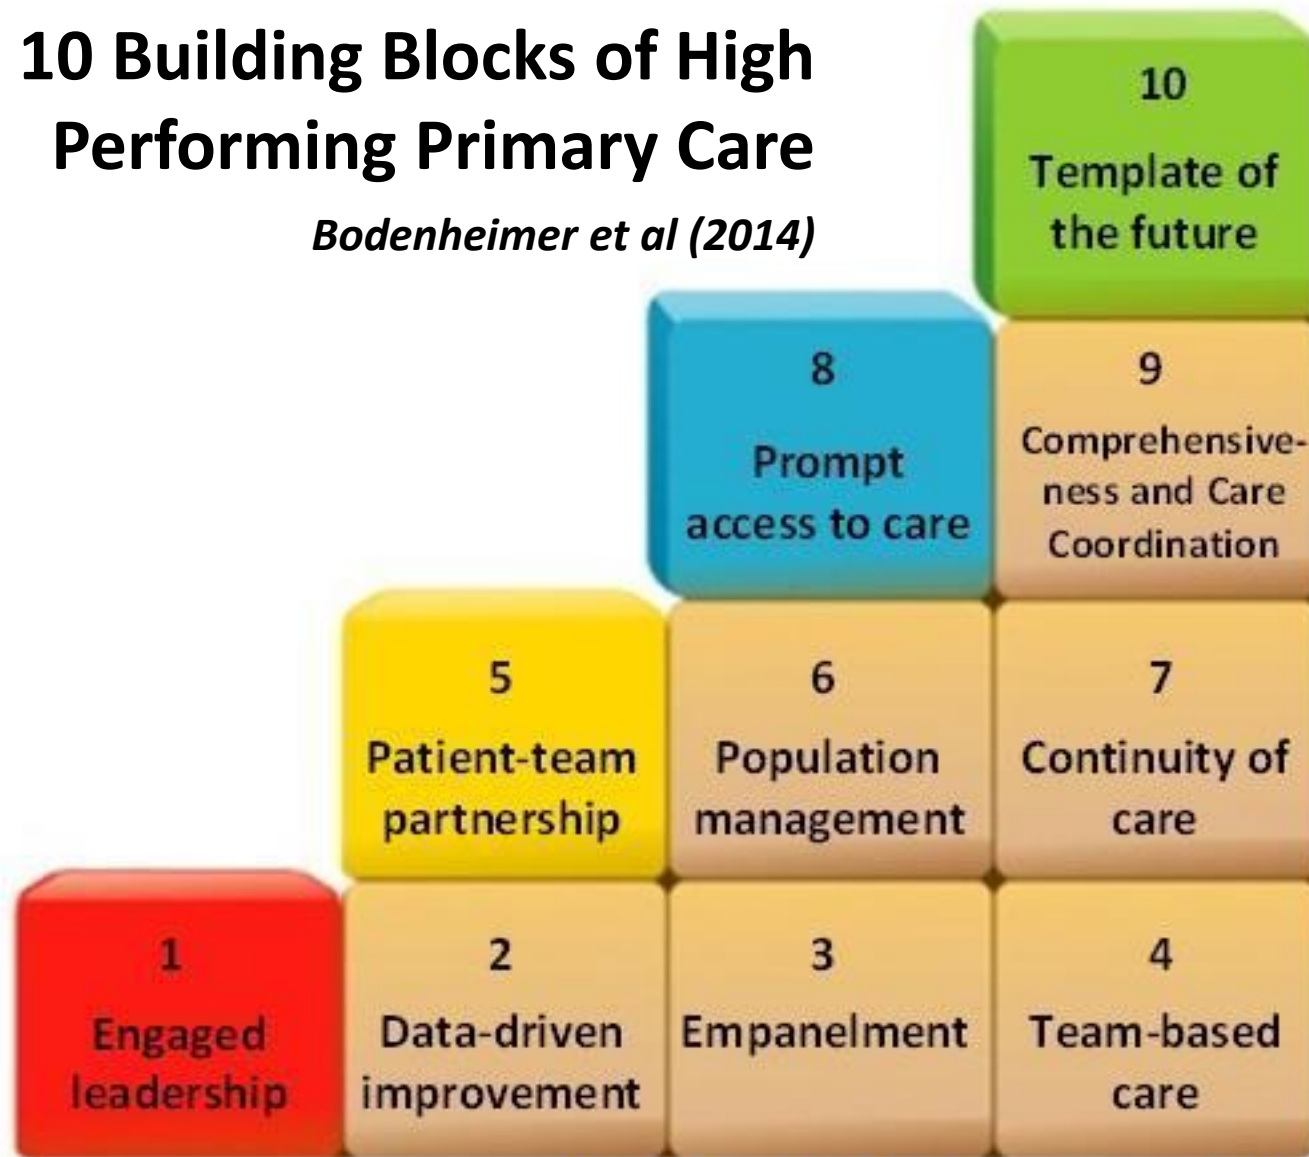 10 Building Blocks of High
Performing Primary Care
Bodenheimer et al (2014)
10
Template of
the future
8
Prompt
access to care
9
Comprehensive-
ness and Care
Coordination
5
Patient-team
partnership
6
Population
management
7
Continuity of
care
1
Engaged
leadership
2
Data-driven
improvement
3
Empanelment
4
Team-based
care